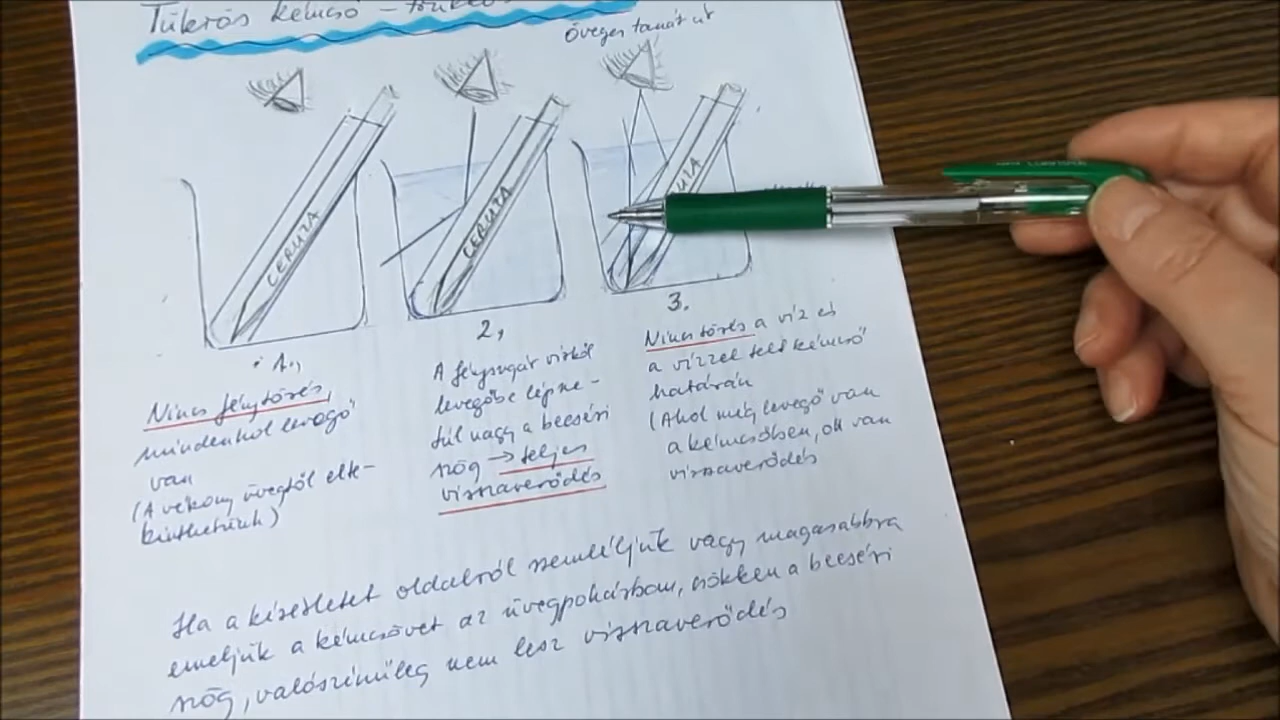 Tükrös kémcső –
Üveges tanár úr
CERUZA
CERUZA
UZA
1.,
2,
3.
Nincs fénytörés,
mindenhol levegő
van
(A vékony üvegtől elte-
kinthetünk)
A fénysugár vízből
levegőbe lépne –
túl nagy a beesési
szög → teljes
visszaverődés
Nincs törés a víz és
a vízzel telt kémcső
határán
(Ahol még levegő van
a kémcsőben, ott van
visszaverődés
Ha a kísérletet oldalról szemléljük vagy magasabbra
emeljük a kémcsövet az üvegpohárban, csökken a beesési
szög, valószínűleg nem lesz visszaverődés